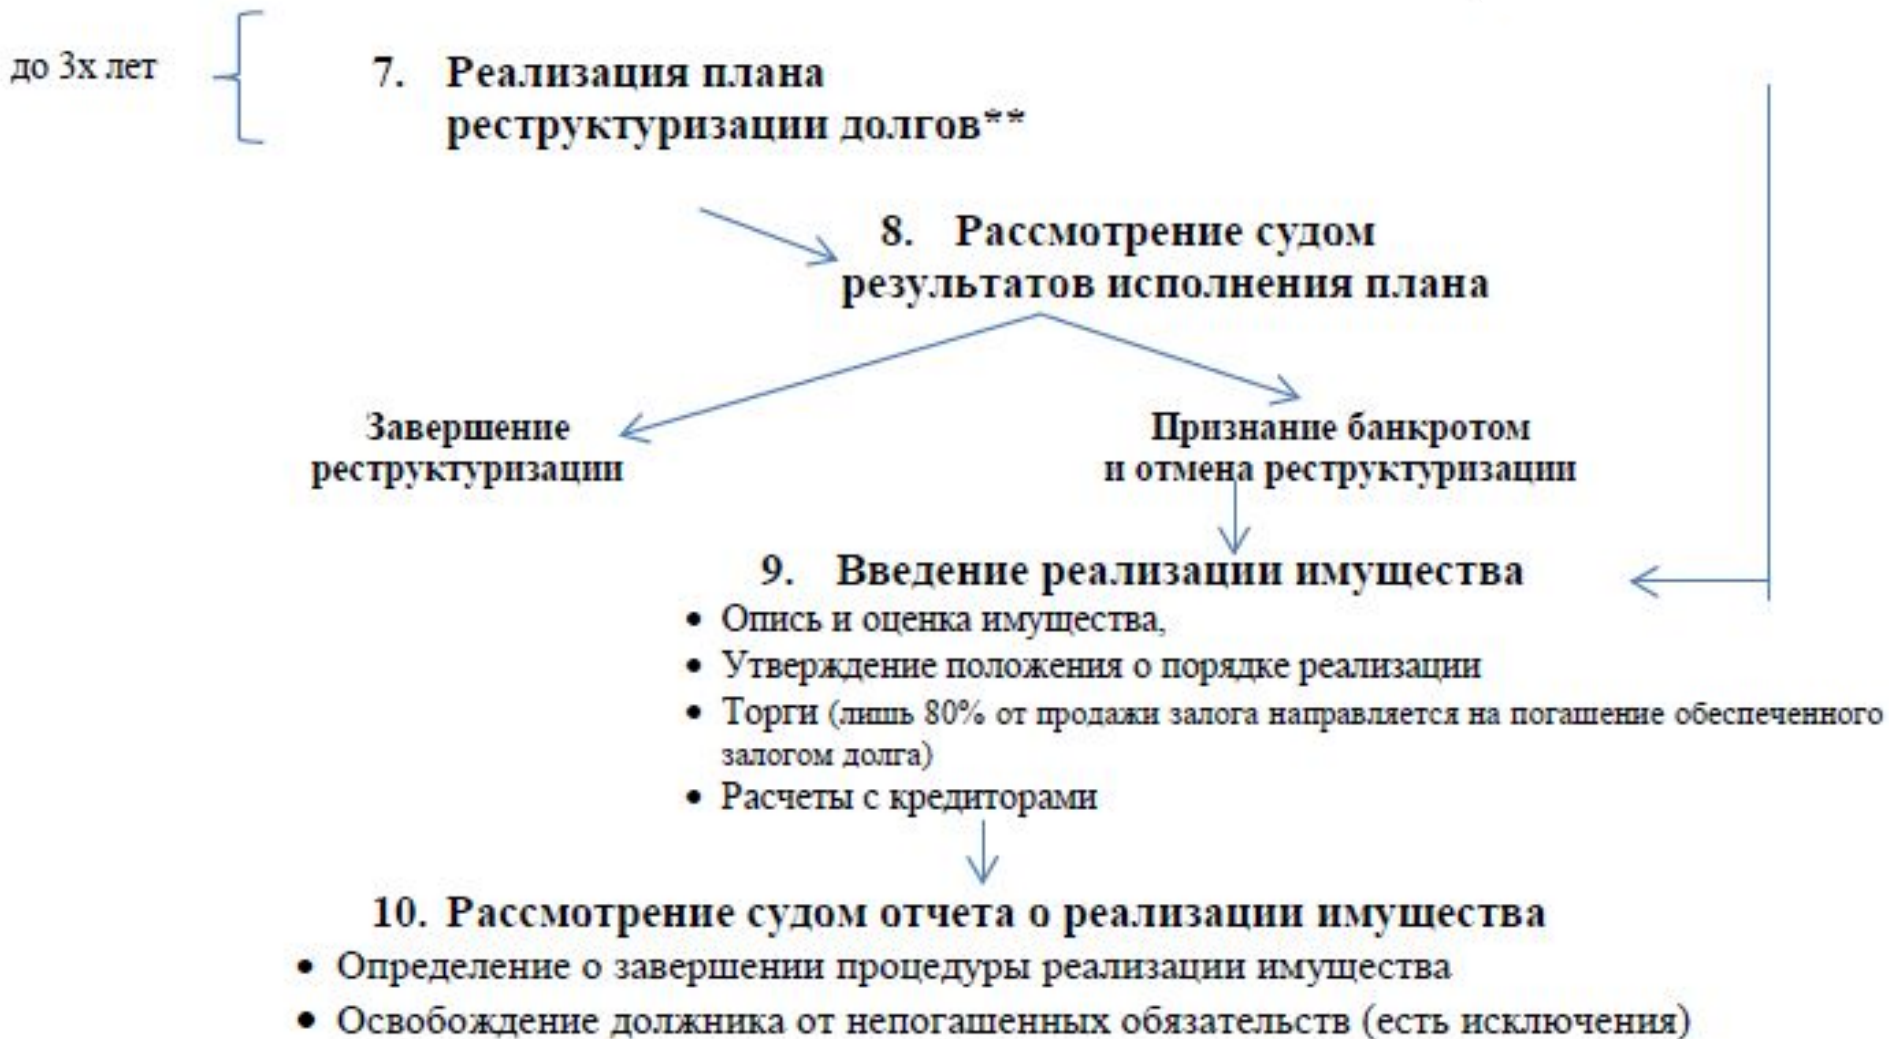 до 3х лет
7. Реализация плана
реструктуризации долгов**
8. Рассмотрение судом
результатов исполнения плана
Завершение
реструктуризации
Признание банкротом
и отмена реструктуризации
9. Введение реализации имущества
• Опись и оценка имущества,
• Утверждение положения о порядке реализации
• Торги (лишь 80% от продажи залога направляется на погашение обеспеченного
залогом долга)
• Расчеты с кредиторами
10. Рассмотрение судом отчета о реализации имущества
• Определение о завершении процедуры реализации имущества
• Освобождение должника от непогашенных обязательств (есть исключения)